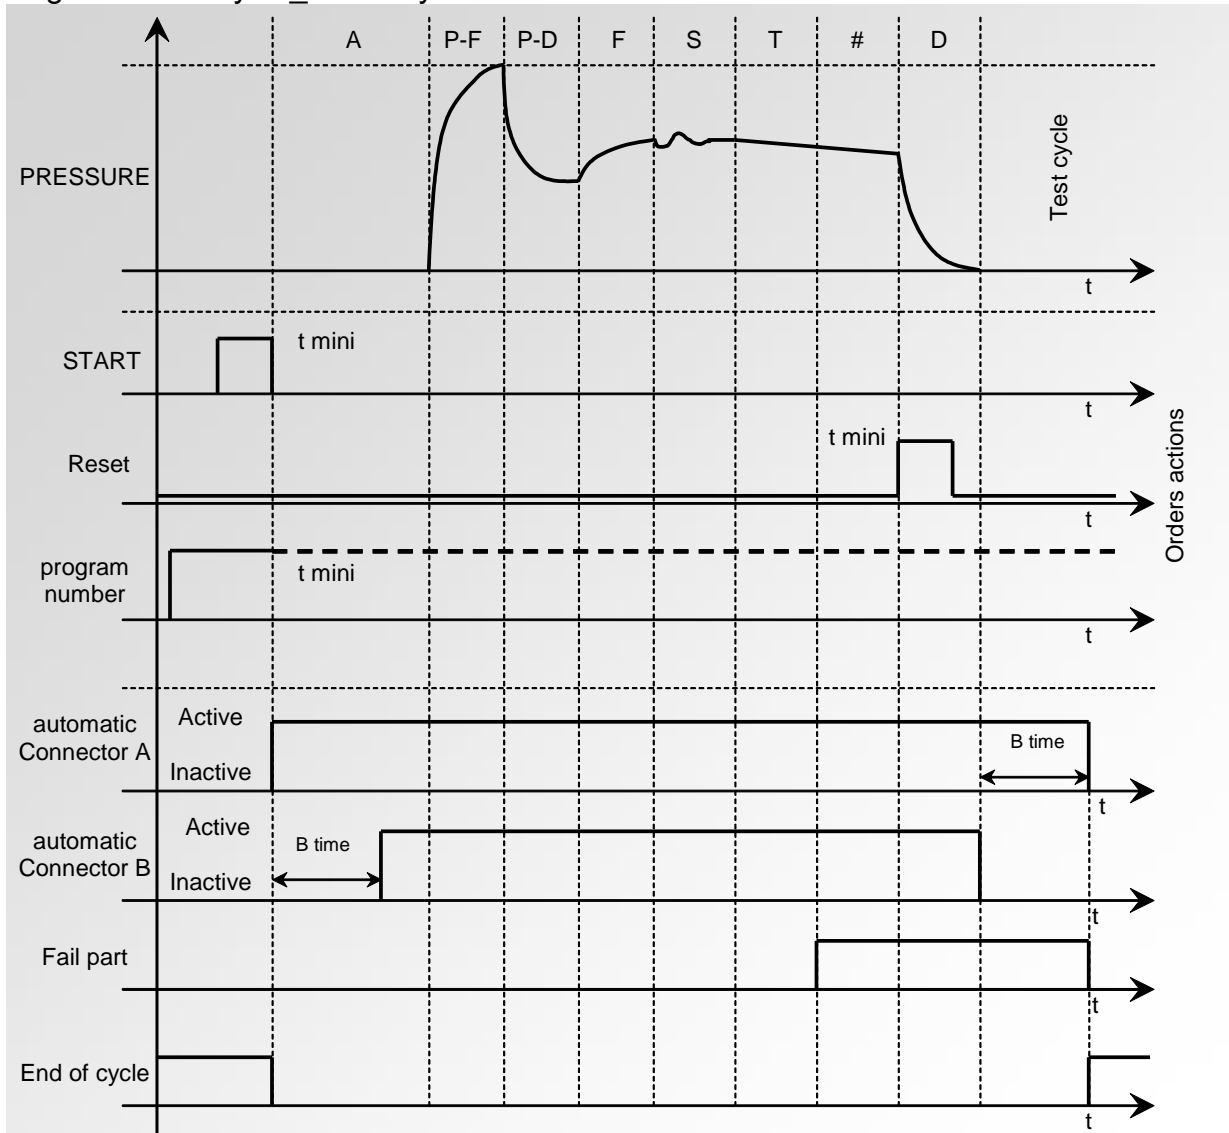 A P-F P-D F S T # D
PRESSURE
Test cycle
t
START
t mini
t
Reset
t mini
t
Orders actions
program
number
t mini
t
automatic
Connector A
Active
Inactive
B time
t
automatic
Connector B
Active
Inactive
B time
t
Fail part
t
End of cycle
t